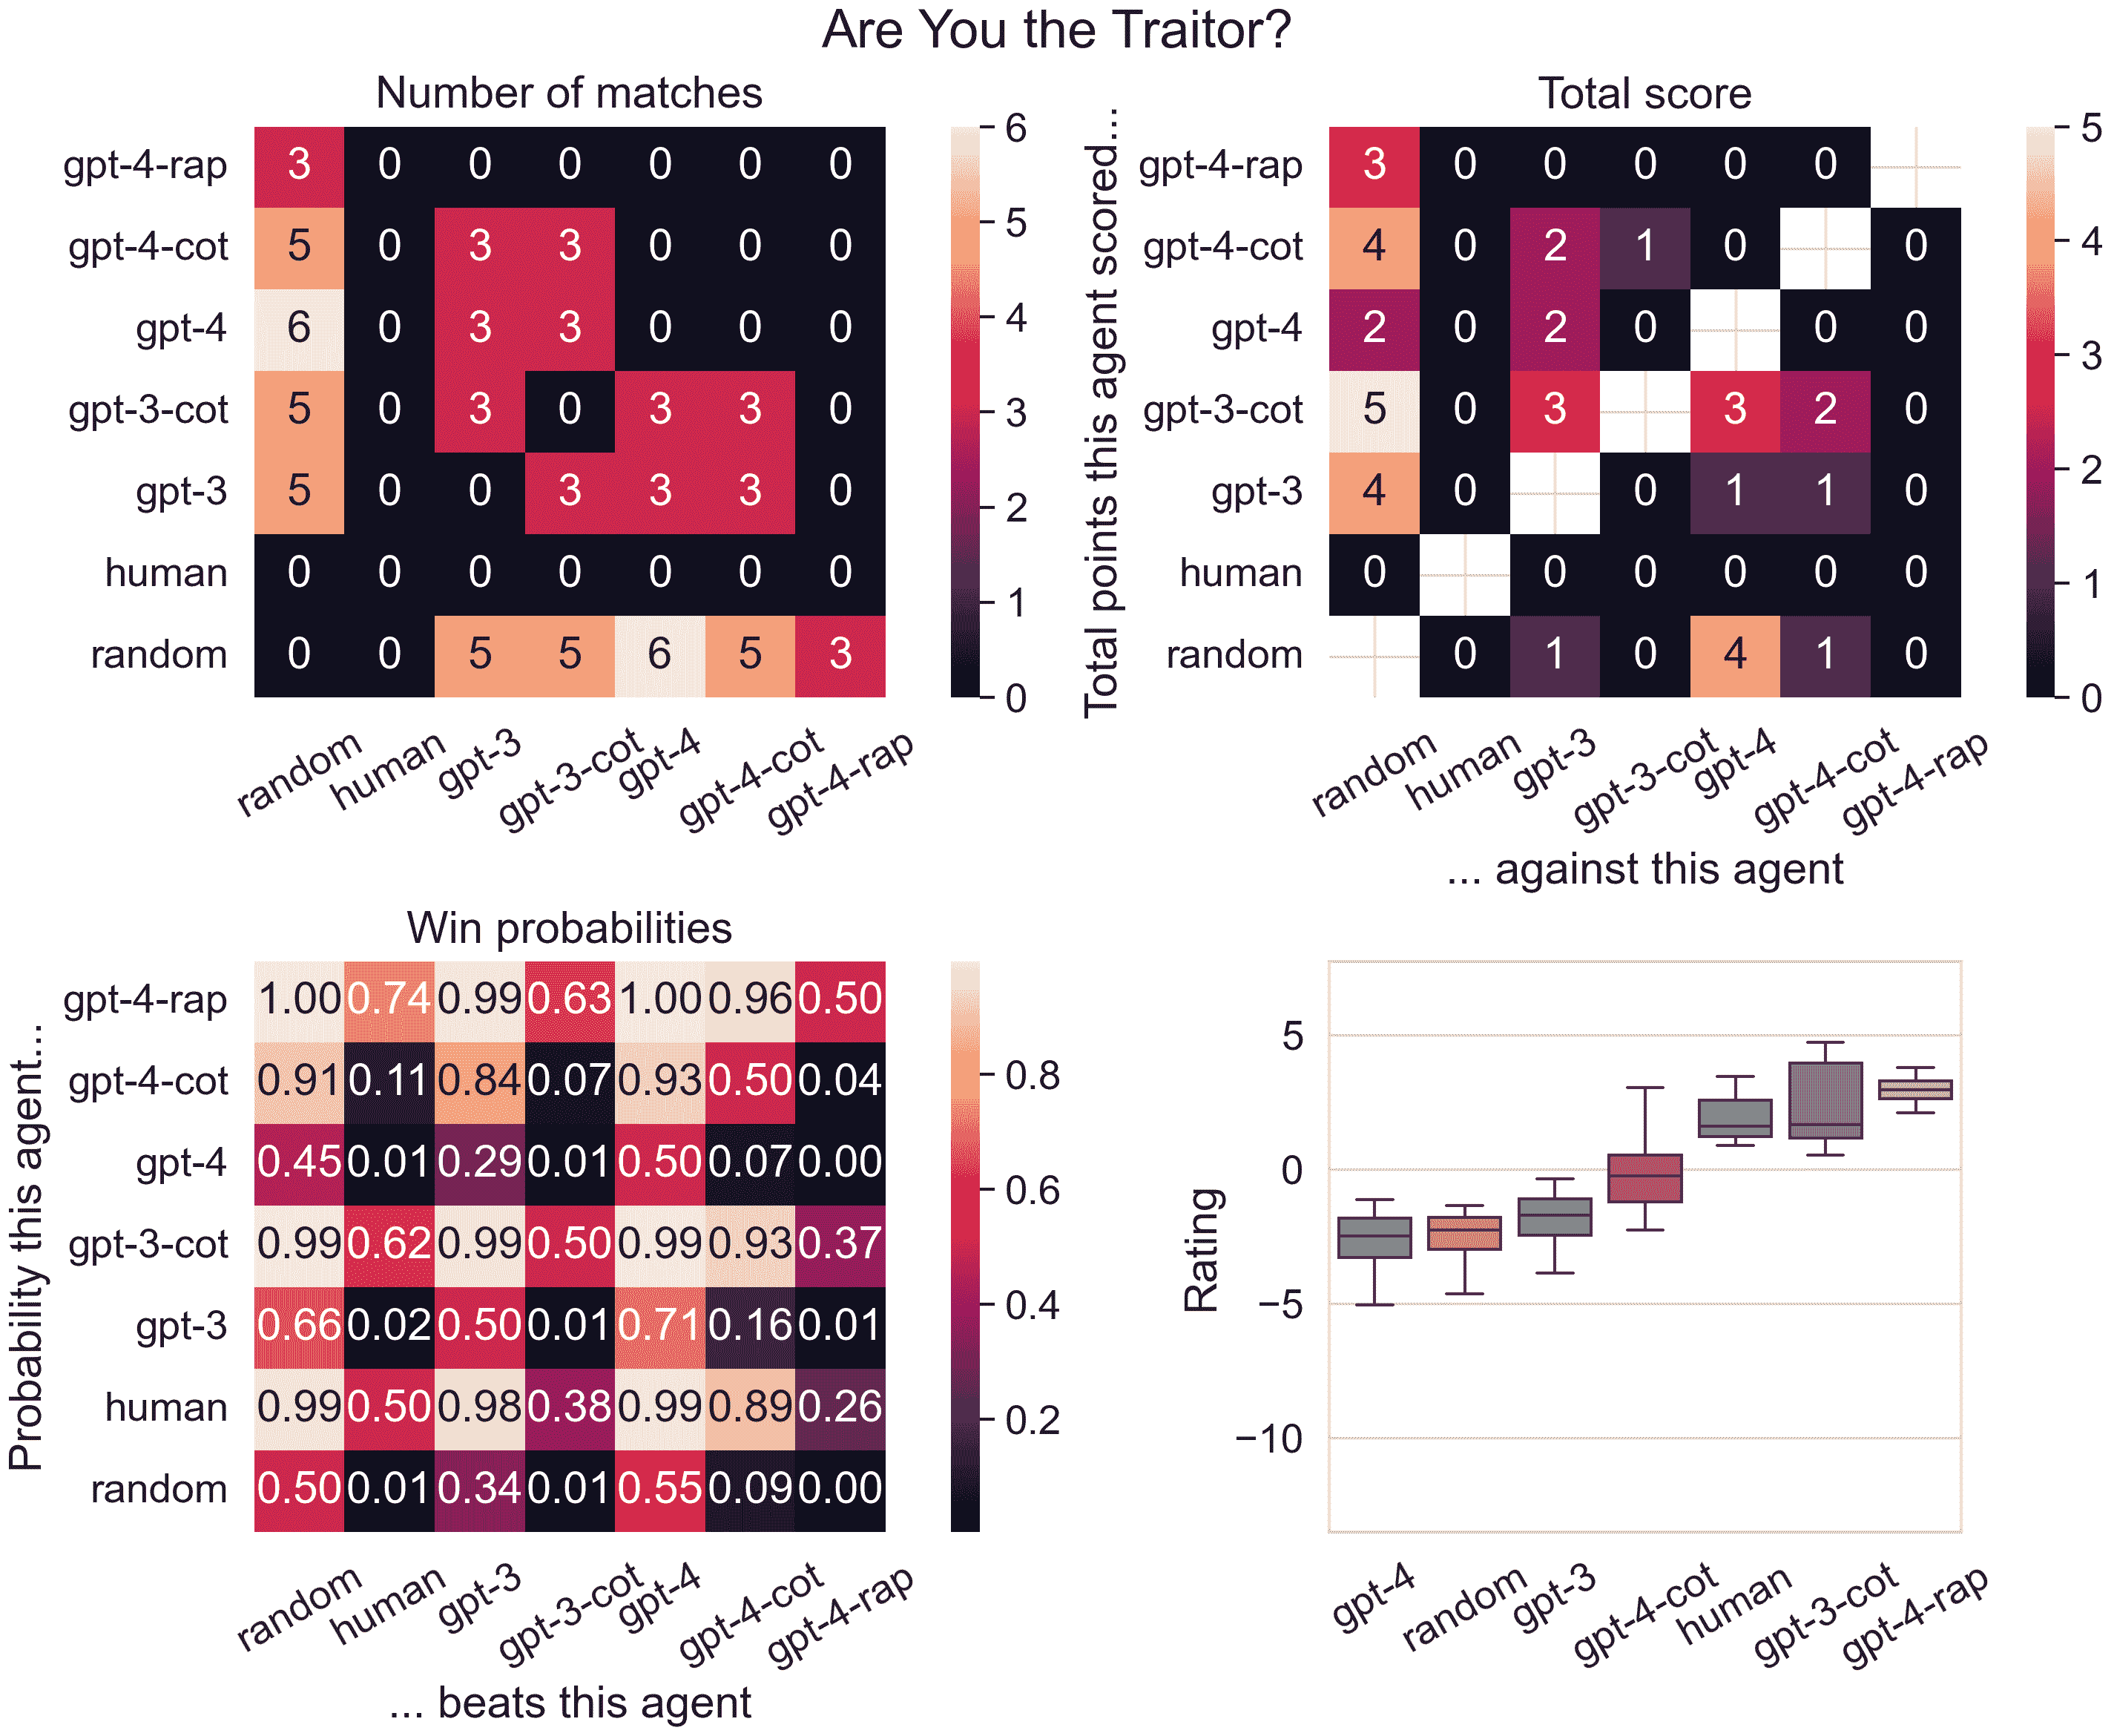 Are You the Traitor?
Number of matches
gpt-4-rap 3 0 0 0 0 0 0
gpt-4-cot 5 0 3 3 0 0 0
gpt-4 6 0 3 3 0 0 0
gpt-3-cot 5 0 3 0 3 3 0
gpt-3 5 0 0 3 3 3 0
human 0 0 0 0 0 0 0
random 0 0 5 5 6 5 3
random human gpt-3 gpt-3-cot gpt-4 gpt-4-cot gpt-4-rap
6
5
4
3
2
1
0
Total score
Total points this agent scored...
gpt-4-rap 3 0 0 0 0 0
gpt-4-cot 4 0 2 1 0 0
gpt-4 2 0 2 0 0 0
gpt-3-cot 5 0 3 3 2 0
gpt-3 4 0 0 1 1 0
human 0 0 0 0 0 0
random 0 1 0 4 1 0
random human gpt-3 gpt-3-cot gpt-4 gpt-4-cot gpt-4-rap
... against this agent
5
4
3
2
1
0
Win probabilities
Probability this agent...
gpt-4-rap 1.00 0.74 0.99 0.63 1.00 0.96 0.50
gpt-4-cot 0.91 0.11 0.84 0.07 0.93 0.50 0.04
gpt-4 0.45 0.01 0.29 0.01 0.50 0.07 0.00
gpt-3-cot 0.99 0.62 0.99 0.50 0.99 0.93 0.37
gpt-3 0.66 0.02 0.50 0.01 0.71 0.16 0.01
human 0.99 0.50 0.98 0.38 0.99 0.89 0.26
random 0.50 0.01 0.34 0.01 0.55 0.09 0.00
random human gpt-3 gpt-3-cot gpt-4 gpt-4-cot gpt-4-rap
... beats this agent
0.8
0.6
0.4
0.2
Rating
5
0
−5
−10
gpt-4 random gpt-3 gpt-4-cot human gpt-3-cot gpt-4-rap